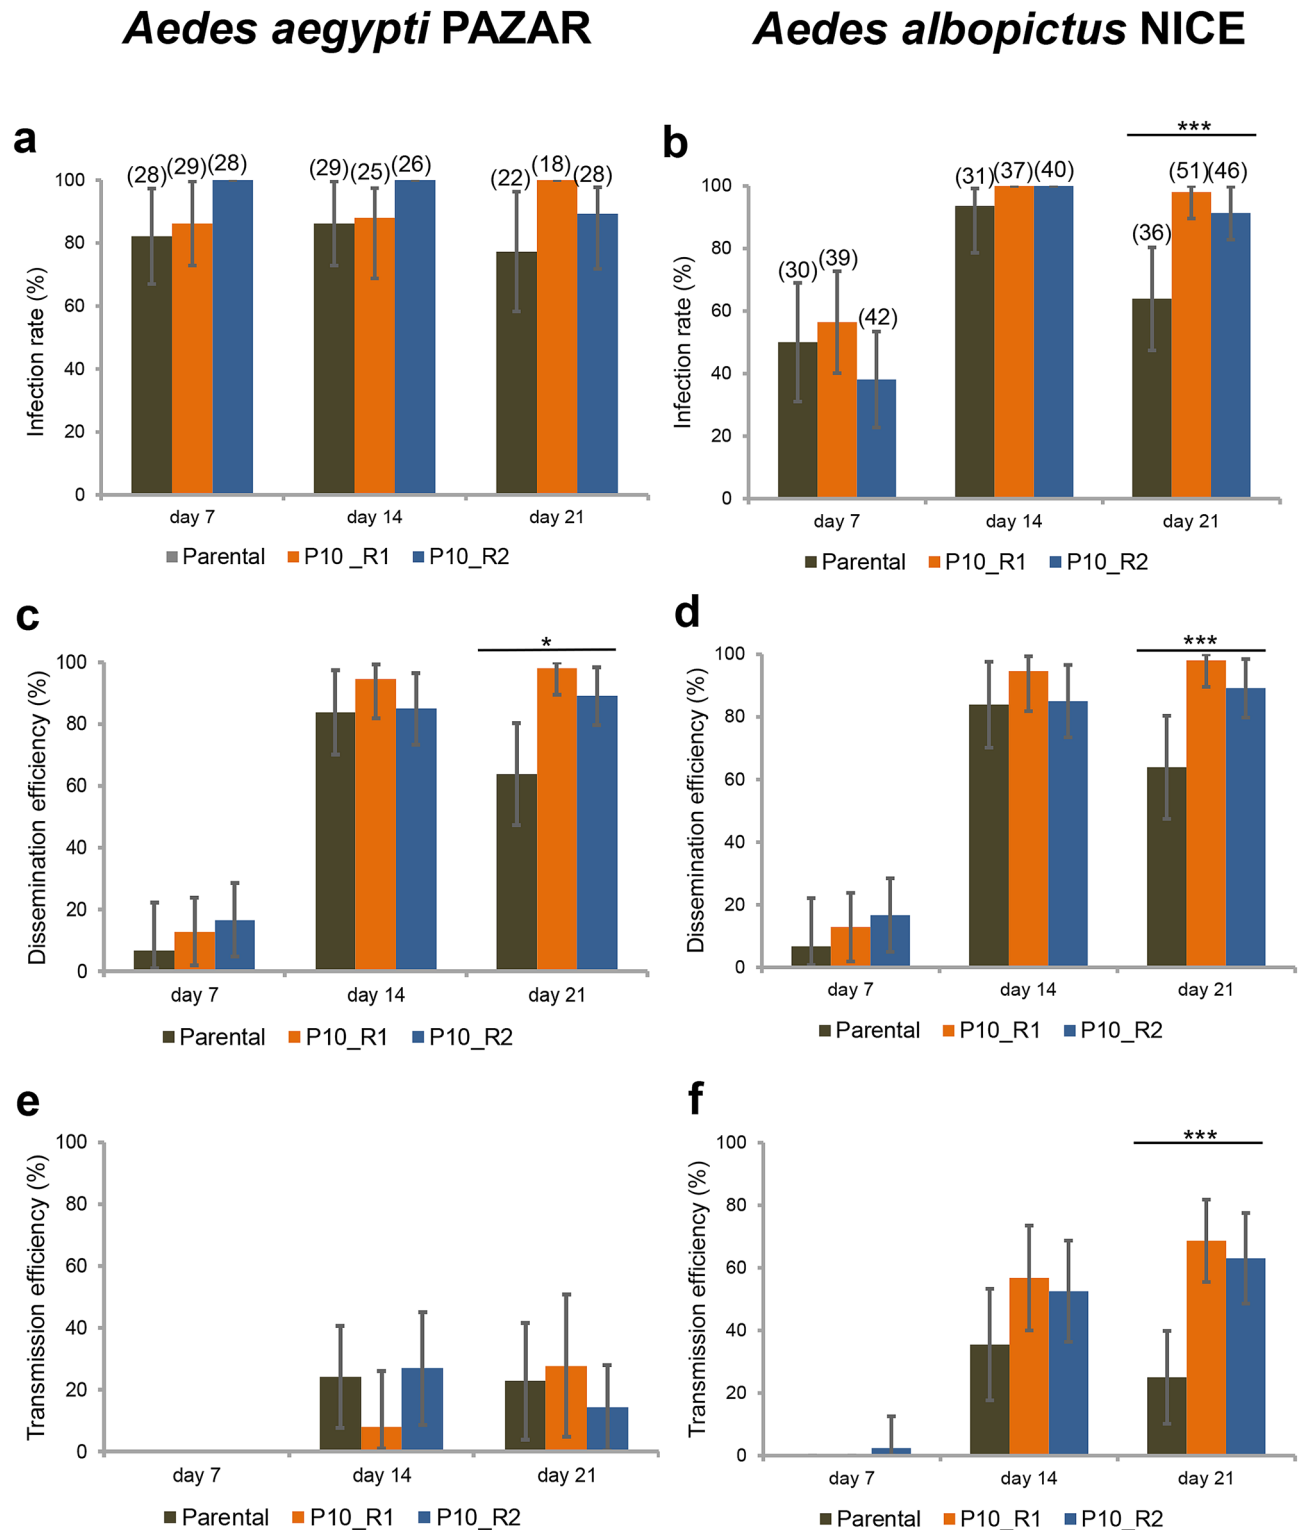 Aedes aegypti PAZAR
Aedes albopictus NICE
a
(28) (29) (28) (29) (25) (26) (22) (18) (28)
100
80
60
40
20
0
Infection rate (%)
day 7 day 14 day 21
Parental P10 _R1 P10_R2
b
***
(30) (39) (42) (31) (37) (40) (36) (51) (46)
100
80
60
40
20
0
Infection rate (%)
day 7 day 14 day 21
Parental P10_R1 P10_R2
c
*
100
80
60
40
20
0
Dissemination efficiency (%)
day 7 day 14 day 21
Parental P10_R1 P10_R2
d
***
100
80
60
40
20
0
Dissemination efficiency (%)
day 7 day 14 day 21
Parental P10_R1 P10_R2
e
100
80
60
40
20
0
Transmission efficiency (%)
day 7 day 14 day 21
Parental P10_R1 P10_R2
f
***
100
80
60
40
20
0
Transmission efficiency (%)
day 7 day 14 day 21
Parental P10_R1 P10_R2